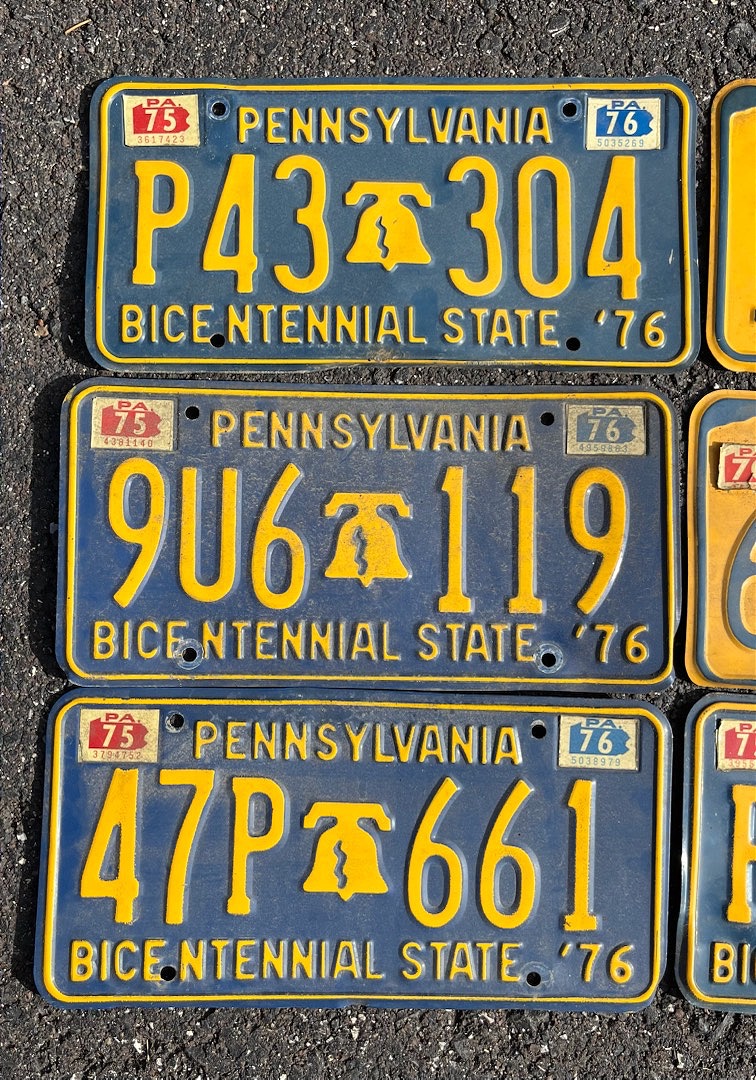 PA. 75 3617423
PENNSYLVANIA
PA 76 5035269
P43 304
BICENTENNIAL STATE '76
PA 75 4381140
PENNSYLVANIA
PA 76
9U6 119
BICENTENNIAL STATE '76
PA 75 3794752
PENNSYLVANIA
PA 76 5038979
47P 661
BICENTENNIAL STATE '76